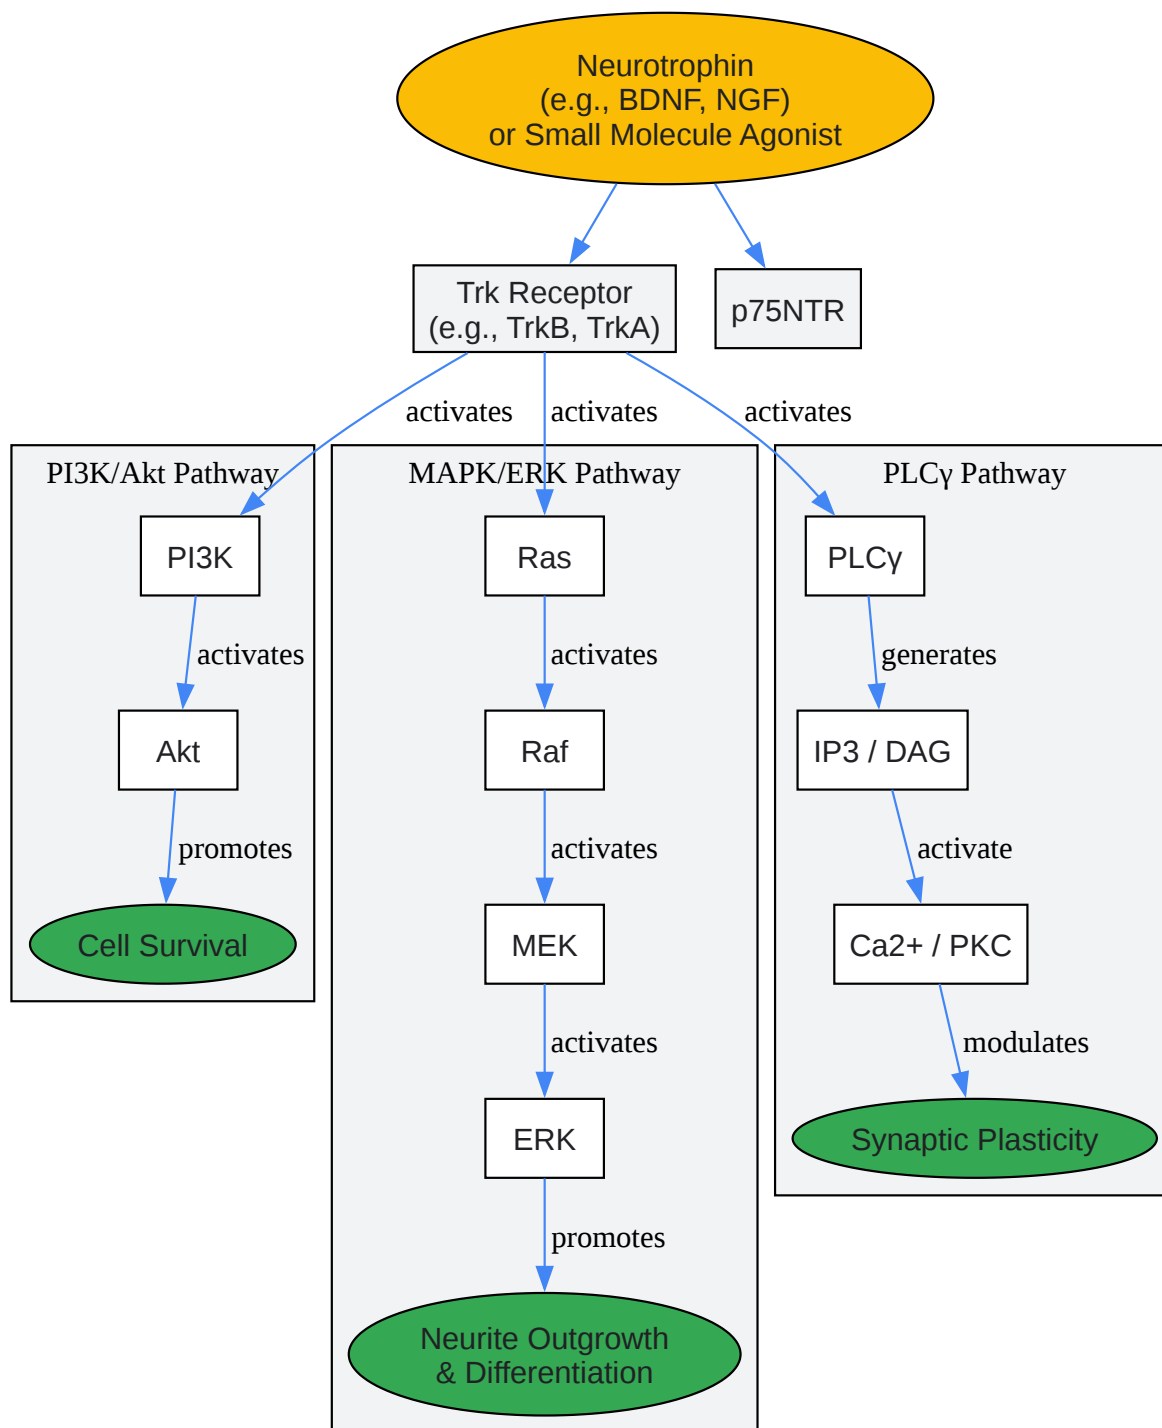 Neurotrophin
(e.g., BDNF, NGF)
or Small Molecule Agonist
Trk Receptor
(e.g., TrkB, TrkA)
p75NTR
activates
activates
activates
PI3K/Akt Pathway
PI3K
activates
Akt
promotes
Cell Survival
MAPK/ERK Pathway
Ras
activates
Raf
activates
MEK
activates
ERK
promotes
Neurite Outgrowth
& Differentiation
PLCγ Pathway
PLCγ
generates
IP3 / DAG
activate
Ca2+ / PKC
modulates
Synaptic Plasticity